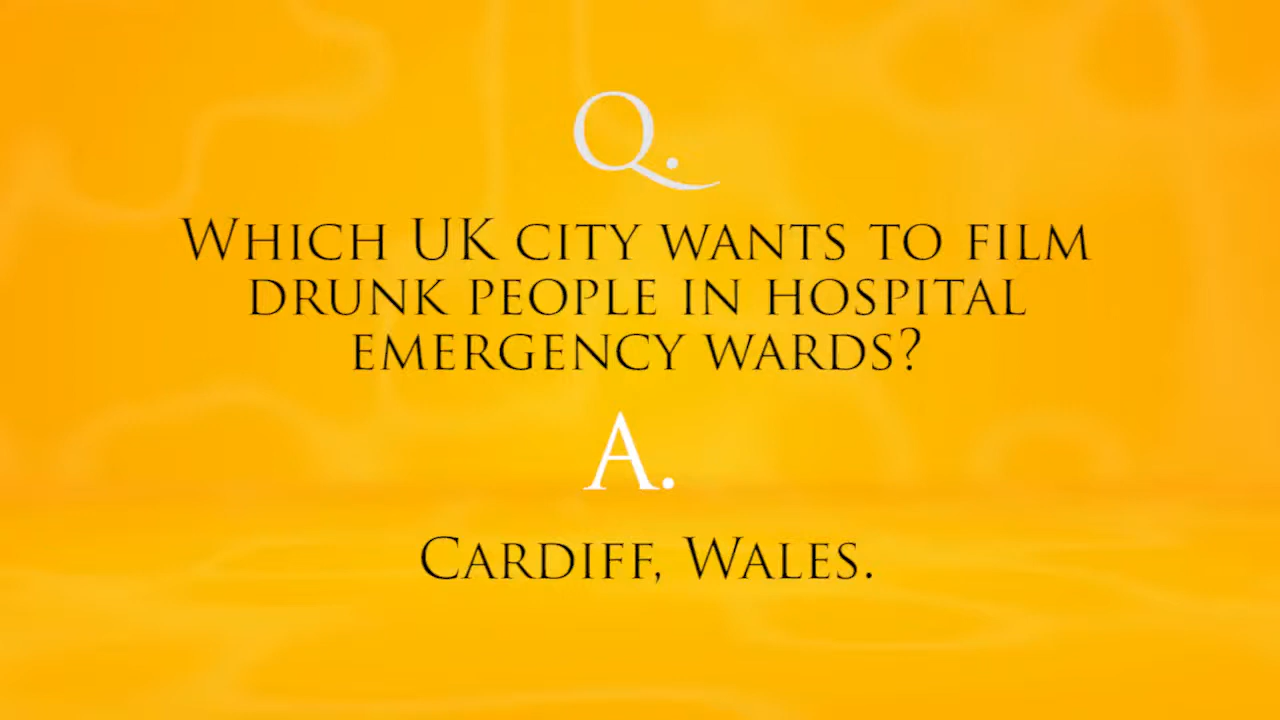 Q.
Which UK city wants to film
drunk people in hospital
emergency wards?
A.
Cardiff, Wales.